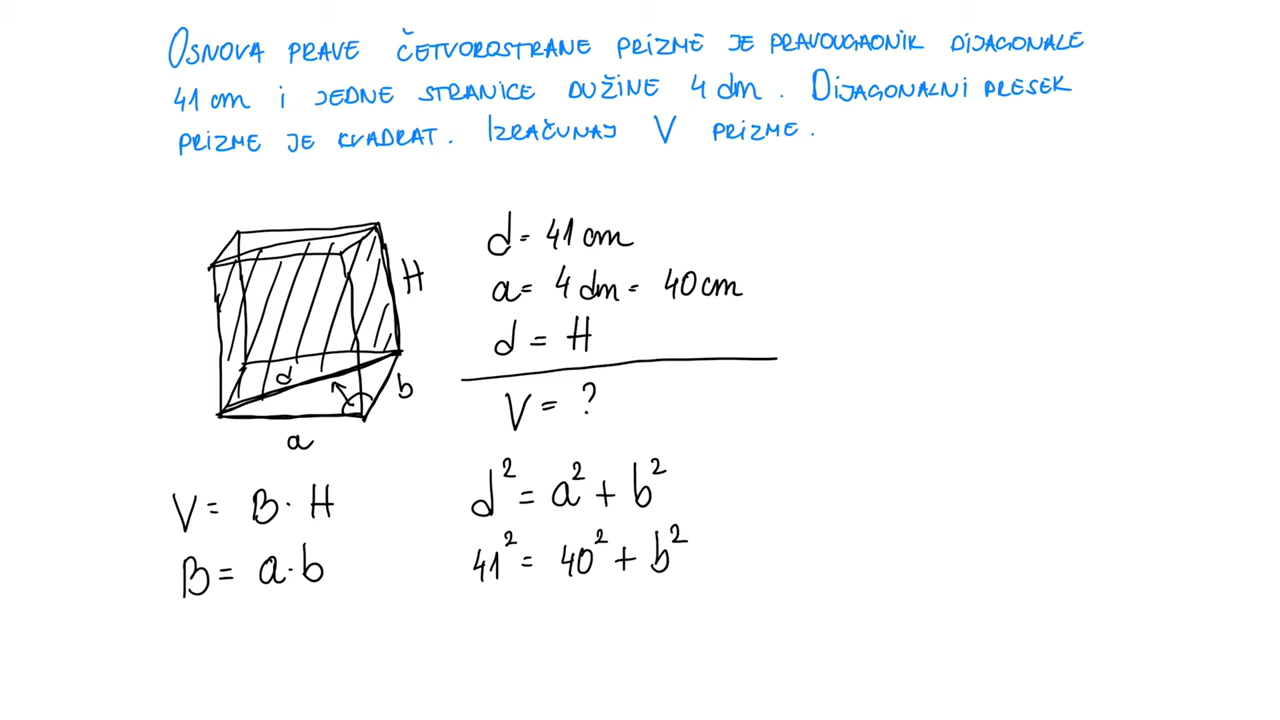 OSNOVA PRAVE ČETVOROSTRANE PRIZME JE PRAVOUGAONIK DIJAGONALE
41 cm I JEDNE STRANICE DUŽINE 4 dm. DIJAGONALNI PRESEK
PRIZME JE KVADRAT. IZRAČUNAJ V PRIZME.
H
d
b
a
d = 41 cm
a = 4 dm = 40 cm
d = H
V = ?
V = B · H
B = a · b
d² = a² + b²
41² = 40² + b²